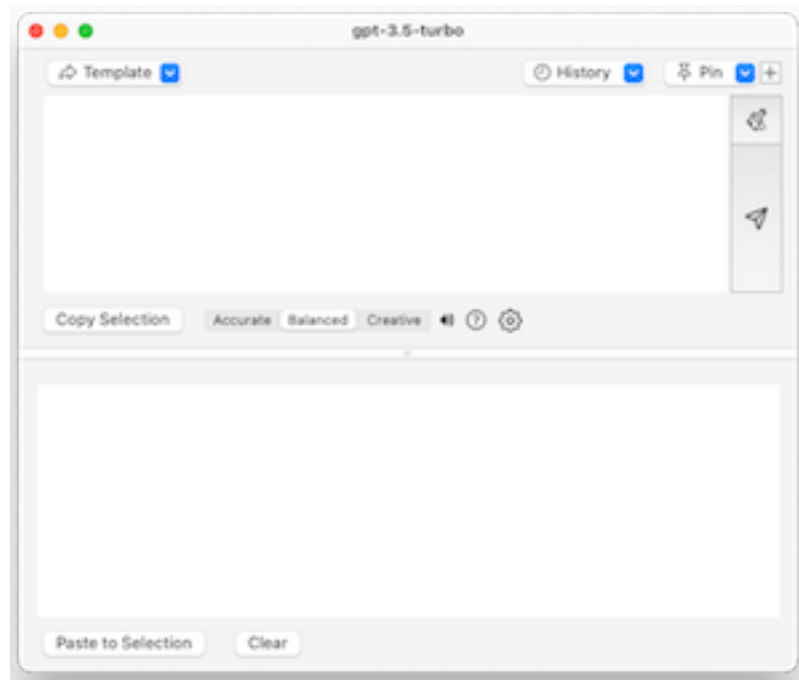 gpt-3.5-turbo
Template History Pin
Copy Selection Accurate Balanced Creative
Paste to Selection Clear